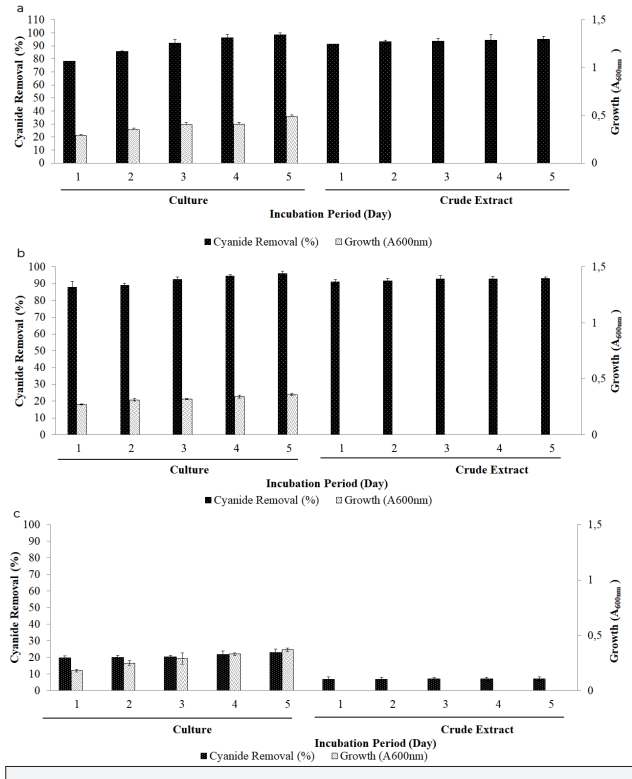 a
110
100
90
80
70
60
50
40
30
20
10
0
Cyanide Removal (%)
1,5
1
0,5
0
Growth (A600nm)
1 2 3 4 5 1 2 3 4 5
Culture Crude Extract
Incubation Period (Day)
Cyanide Removal (%) Growth (A600nm)
b
100
90
80
70
60
50
40
30
20
10
0
Cyanide Removal (%)
1,5
1
0,5
0
Growth (A600nm)
1 2 3 4 5 1 2 3 4 5
Culture Crude Extract
Incubation Period (Day)
Cyanide Removal (%) Growth (A600nm)
c
100
90
80
70
60
50
40
30
20
10
0
Cyanide Removal (%)
1,5
1
0,5
0
Growth (A600nm)
1 2 3 4 5 1 2 3 4 5
Culture Crude Extract
Incubation Period (Day)
Cyanide Removal (%) Growth (A600nm)